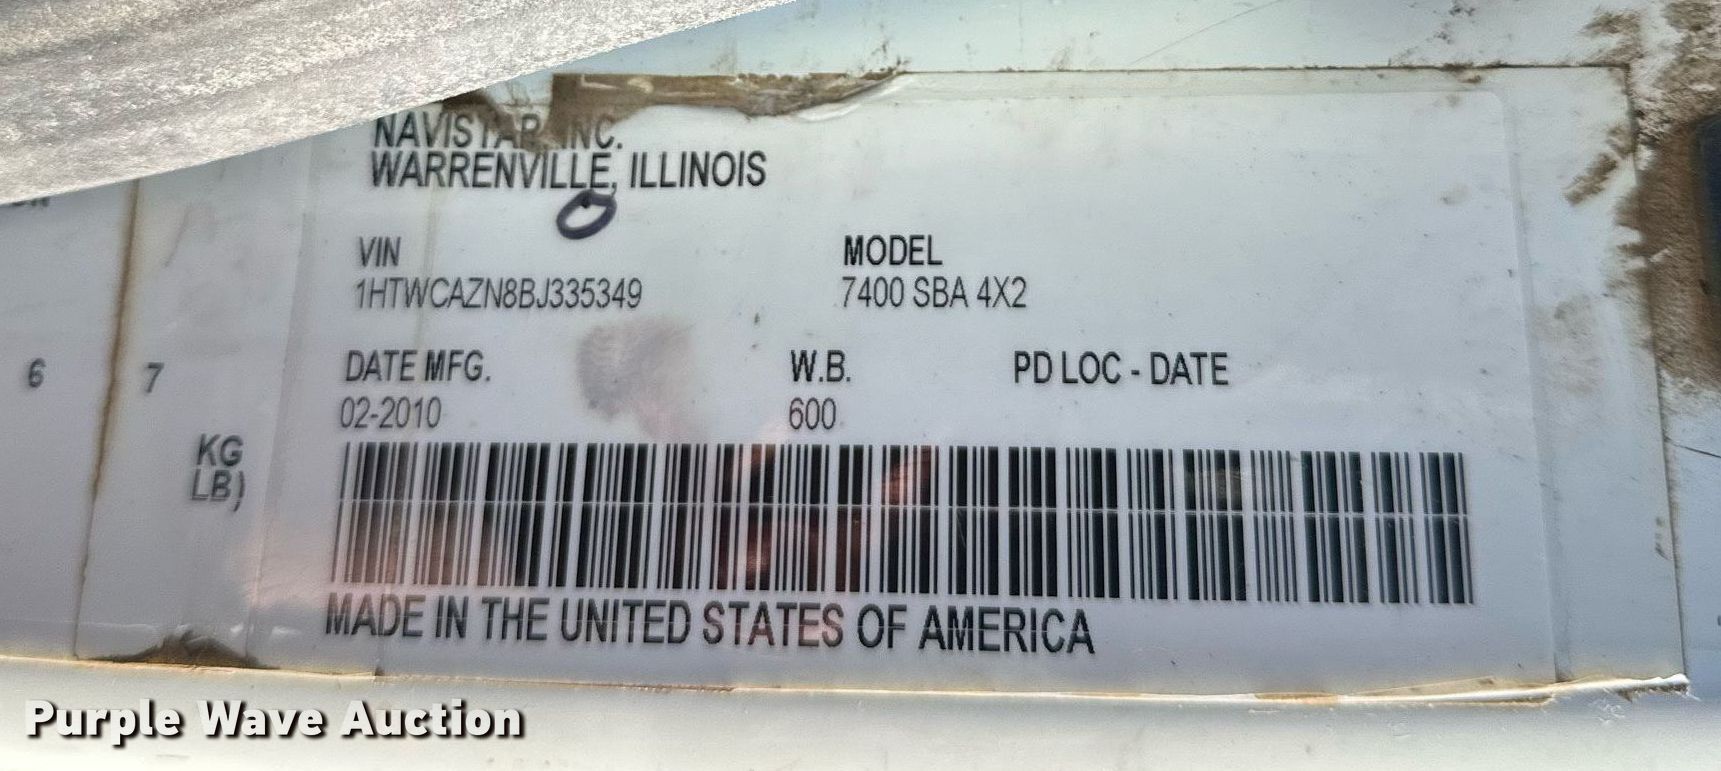 NAVISTAR, INC.
WARRENVILLE, ILLINOIS
VIN
MODEL
1HTWCAZN8BJ335349
7400 SBA 4X2
DATE MFG.
W.B.
PD LOC - DATE
02-2010
600
6
7
KG
LB)
MADE IN THE UNITED STATES OF AMERICA
Purple Wave Auction